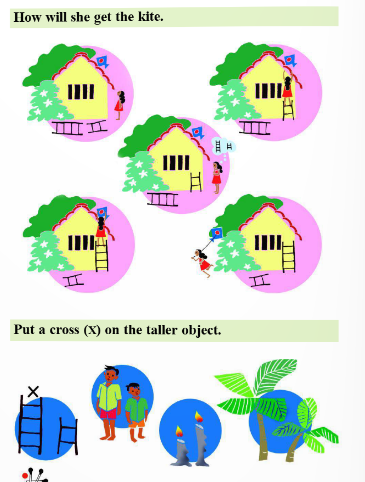 How will she get the kite.
Put a cross (X) on the taller object.
X